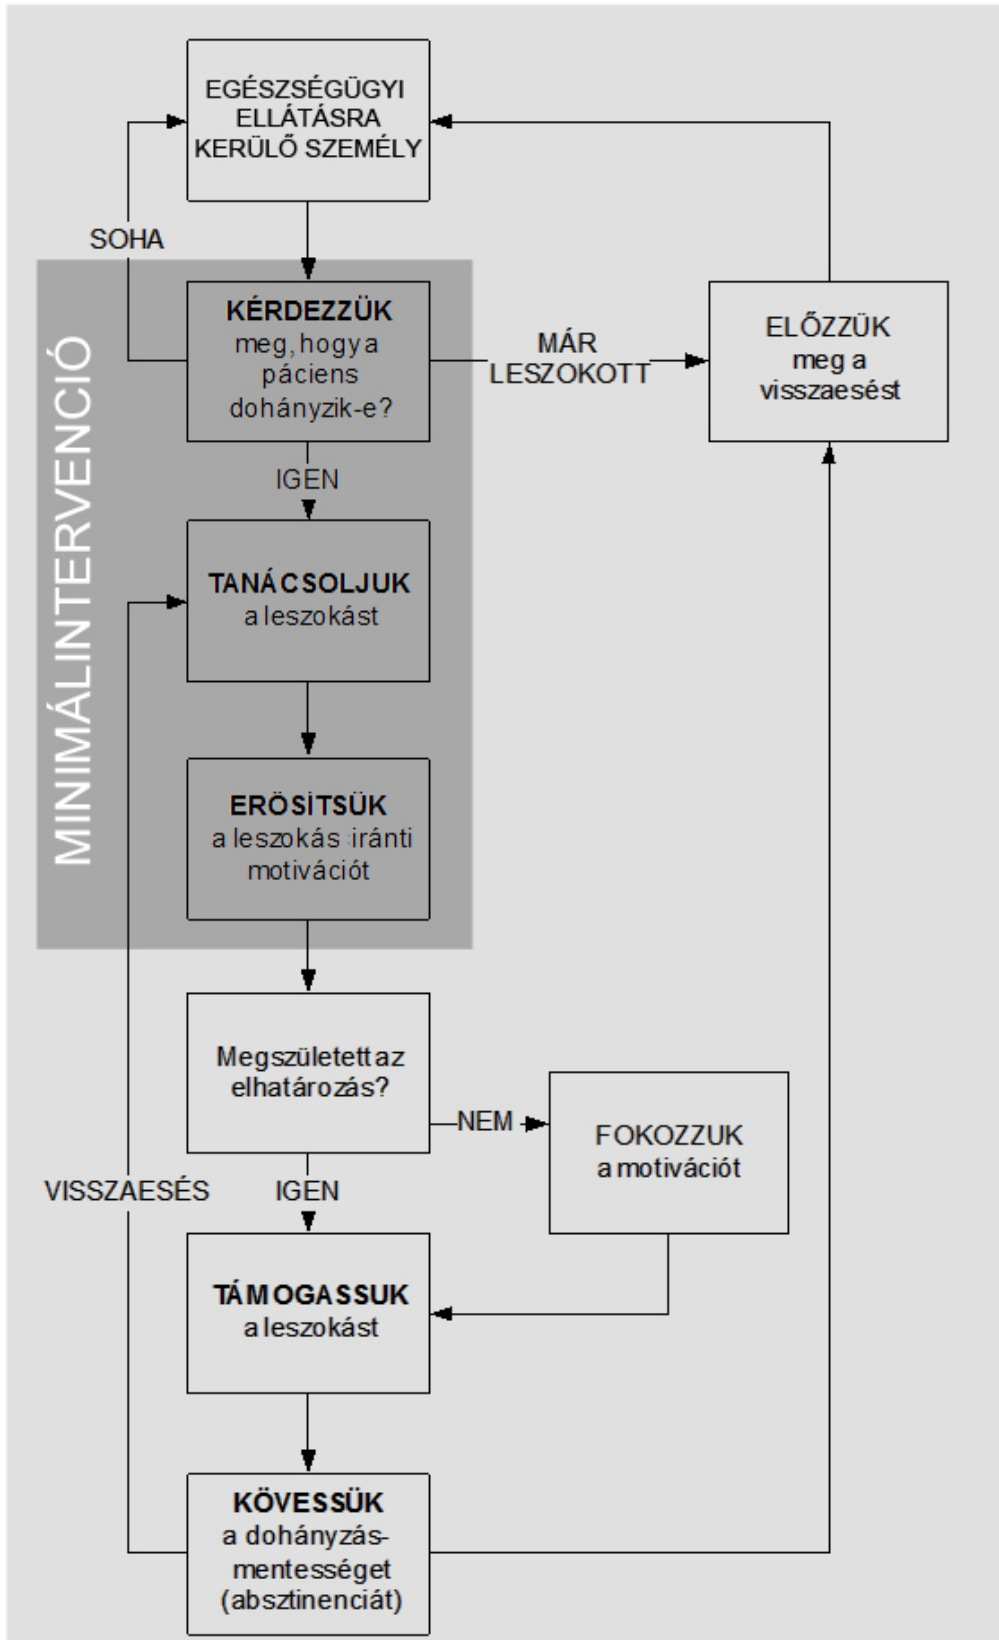 EGÉSZSÉGÜGYI
ELLÁTÁSRA
KERÜLŐ SZEMÉLY
SOHA
MINIMÁLINTERVENCIÓ
KÉRDEZZÜK
meg, hogy a
páciens
dohányzik-e?
MÁR
LESZOKOTT
ELŐZZÜK
meg a
visszaesést
IGEN
TANÁCSOLJUK
a leszokást
ERŐSÍTSÜK
a leszokás iránti
motivációt
Megszületett az
elhatározás?
NEM
FOKOZZUK
a motivációt
VISSZAESÉS
IGEN
TÁMOGASSUK
a leszokást
KÖVESSÜK
a dohányzás-
mentességet
(absztinenciát)